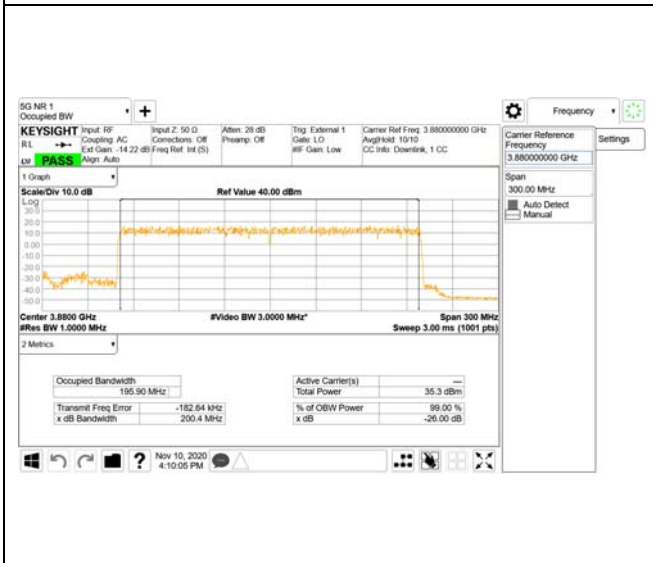 5G NR 1
Occupied BW
+
Frequency
KEYSIGHT Input: RF Input Z: 50 Ω Atten: 28 dB Trig: External 1 Carrier Ref Freq: 3.880000000 GHz
RL Coupling: AC Corrections: Off Preamp: Off Gate: LO Avg|Hold: 10/10
Ext Gain: -14.22 dB Freq Ref: Int (S) #IF Gain: Low CC Info: Downlink, 1 CC
PASS Align: Auto
Carrier Reference
Frequency
3.880000000 GHz
Settings
Span
300.00 MHz
Auto Detect
Manual
1 Graph
Scale/Div 10.0 dB Ref Value 40.00 dBm
Log
30.0
20.0
10.0
0.00
-10.0
-20.0
-30.0
-40.0
-50.0
Center 3.8800 GHz #Video BW 3.0000 MHz* Span 300 MHz
#Res BW 1.0000 MHz Sweep 3.00 ms (1001 pts)
2 Metrics
Occupied Bandwidth
195.90 MHz
Transmit Freq Error -182.64 kHz
x dB Bandwidth 200.4 MHz
Active Carrier(s) ---
Total Power 35.3 dBm
% of OBW Power 99.00 %
x dB -26.00 dB
? Nov 10, 2020
4:10:05 PM